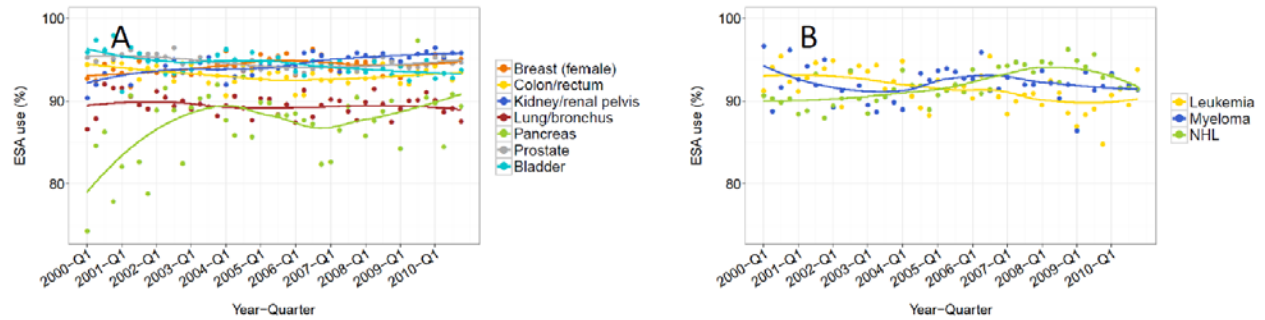 A
100
90
80
ESA use (%)
2000-Q1
2001-Q1
2002-Q1
2003-Q1
2004-Q1
2005-Q1
2006-Q1
2007-Q1
2008-Q1
2009-Q1
2010-Q1
Year-Quarter
Breast (female)
Colon/rectum
Kidney/renal pelvis
Lung/bronchus
Pancreas
Prostate
Bladder
B
100
90
80
ESA use (%)
2000-Q1
2001-Q1
2002-Q1
2003-Q1
2004-Q1
2005-Q1
2006-Q1
2007-Q1
2008-Q1
2009-Q1
2010-Q1
Year-Quarter
Leukemia
Myeloma
NHL